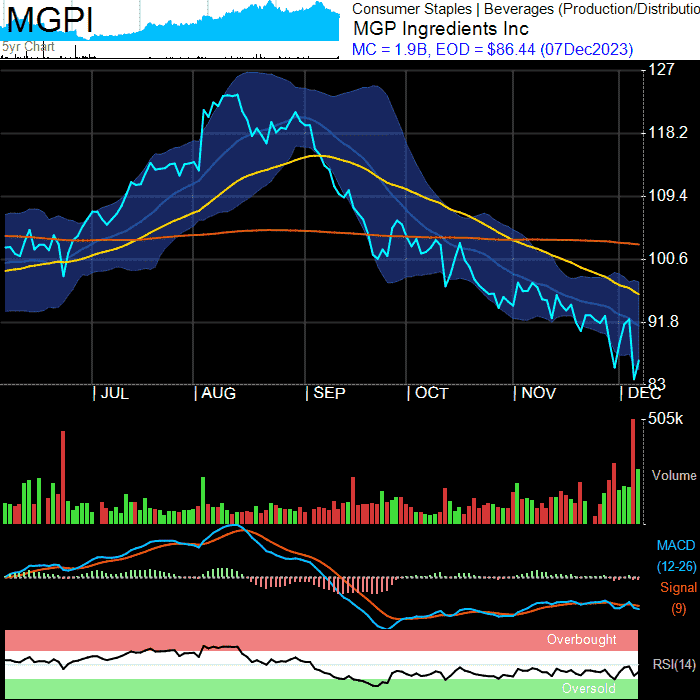 MGPI
5yr Chart
Consumer Staples | Beverages (Production/Distributio
MGP Ingredients Inc
MC = 1.9B, EOD = $86.44 (07Dec2023)
127
118.2
109.4
100.6
91.8
83
JUL
AUG
SEP
OCT
NOV
DEC
505k
Volume
MACD
(12-26)
Signal
(9)
Overbought
RSI(14)
Oversold